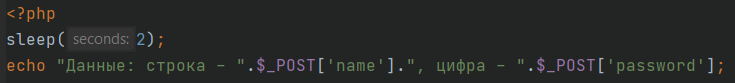 <?php
sleep( seconds: 2);
echo "Данные: строка - ".$_POST['name'].", цифра - ".$_POST['password'];